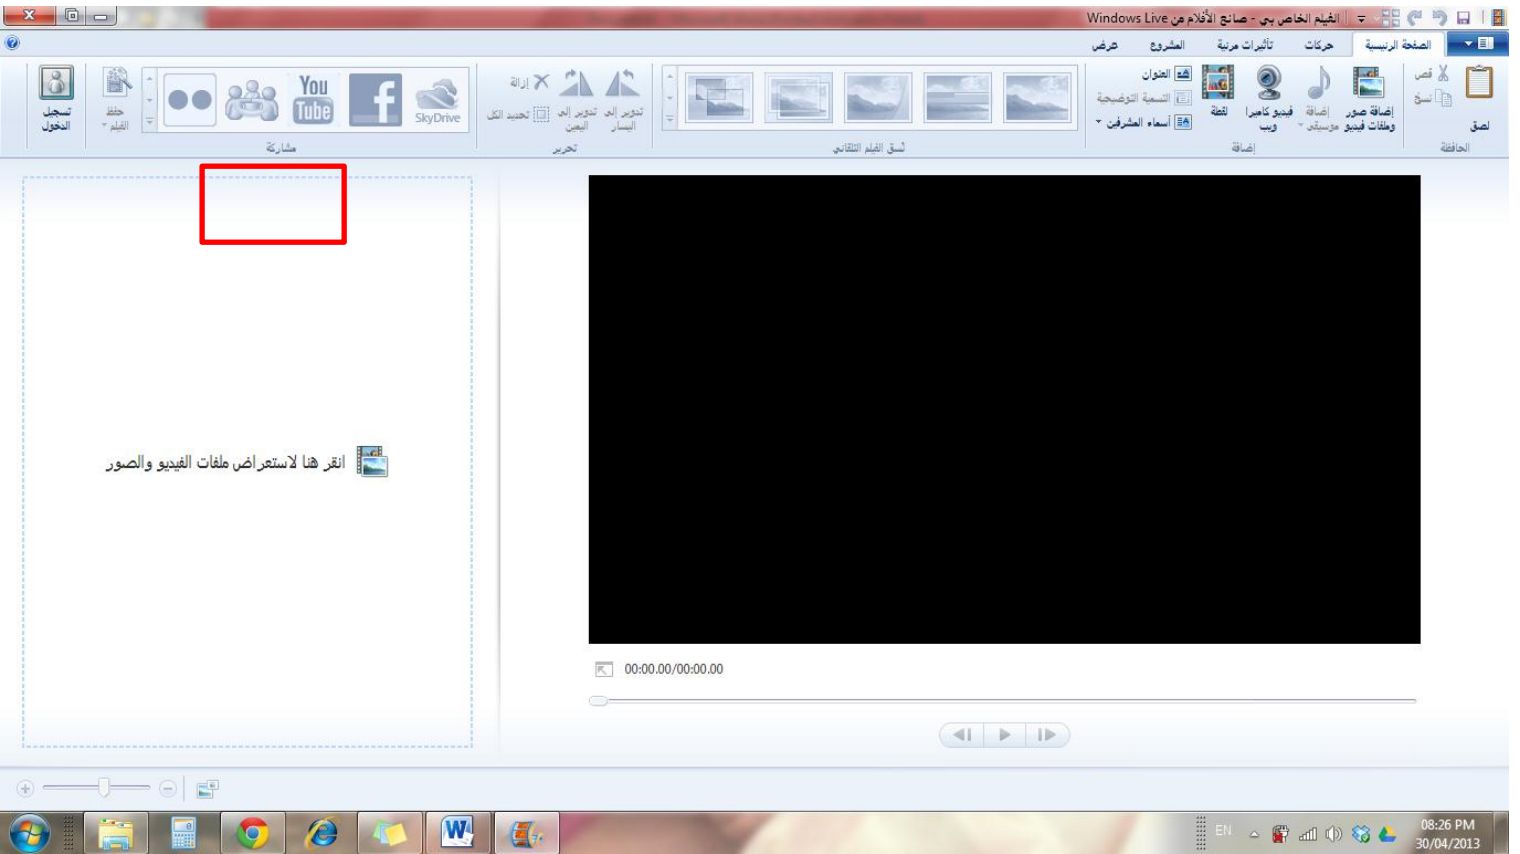 الفيلم الخاص بي - صانع الأفلام من Windows Live
الصفحة الرئيسية
حركات
تأثيرات مرئية
المشروع
عرض
لصق
قص
نسخ
الحافظة
إضافة صور
وملفات فيديو
إضافة
موسيقى
فيديو كاميرا
ويب
لقطة
العنوان
التسمية التوضيحية
أسماء المشرفين
إضافة
نُسق الفيلم التلقائي
تدوير إلى
اليسار
تدوير إلى
اليمين
إزالة
تحديد الكل
تحرير
SkyDrive
f
You
Tube
مشاركة
حفظ
الفيلم
تسجيل
الدخول
انقر هنا لاستعراض ملفات الفيديو والصور
00:00.00/00:00.00
W
EN
08:26 PM
30/04/2013